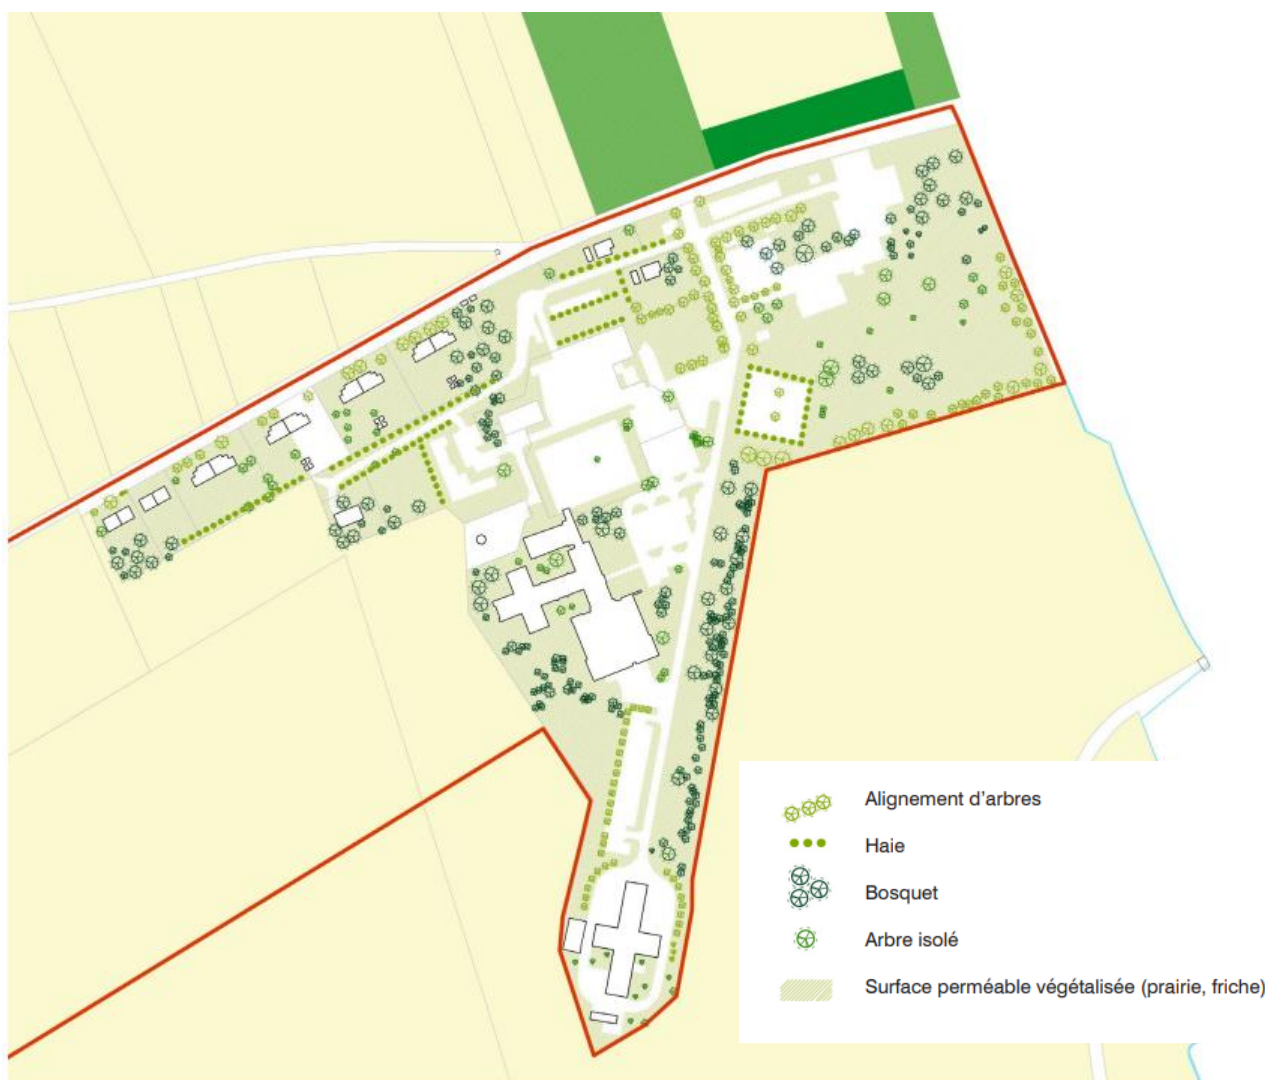 Alignement d’arbres
Haie
Bosquet
Arbre isolé
Surface perméable végétalisée (prairie, friche)